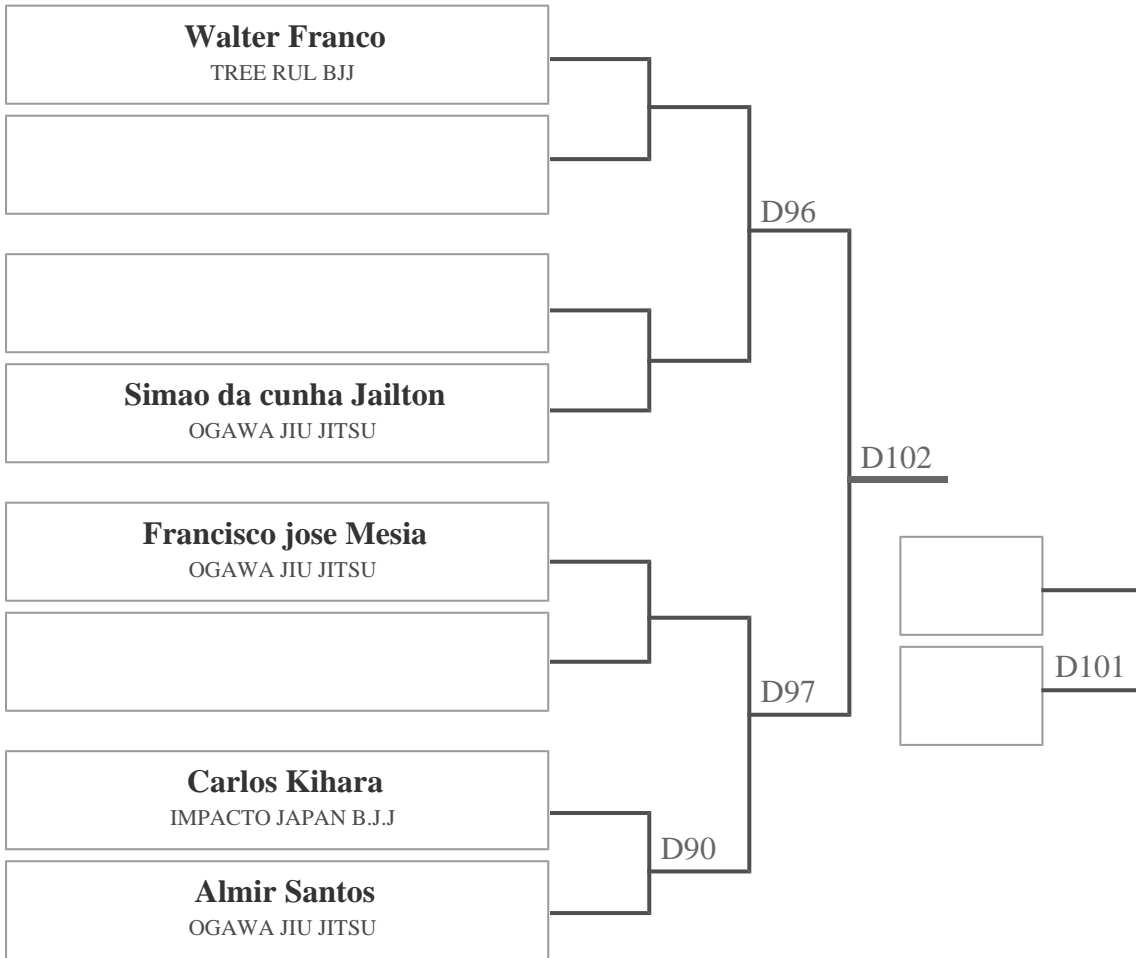 Walter Franco
TREE RUL BJJ
D96
Simao da cunha Jailton
OGAWA JIU JITSU
D102
Francisco jose Mesia
OGAWA JIU JITSU
D101
D97
Carlos Kihara
IMPACTO JAPAN B.J.J
D90
Almir Santos
OGAWA JIU JITSU